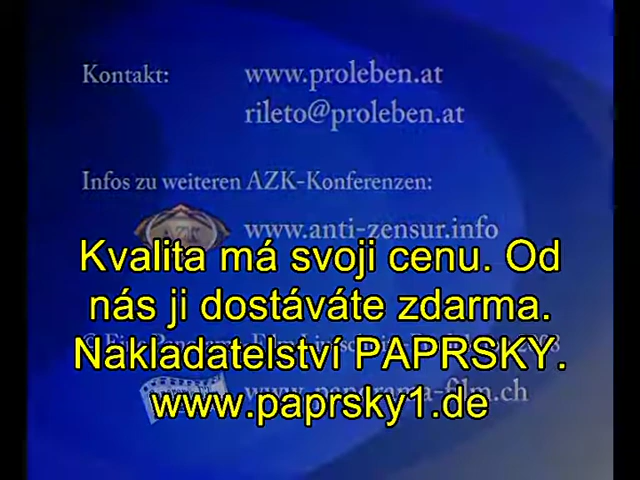 Kontakt: www.proleben.at
rileto@proleben.at
Infos zu weiteren AZK-Konferenzen:
AZK www.anti-zensur.info
Kvalita má svoji cenu. Od
nás ji dostáváte zdarma.
Nakladatelství PAPRSKY.
www.panorama-film.ch
www.paprsky1.de